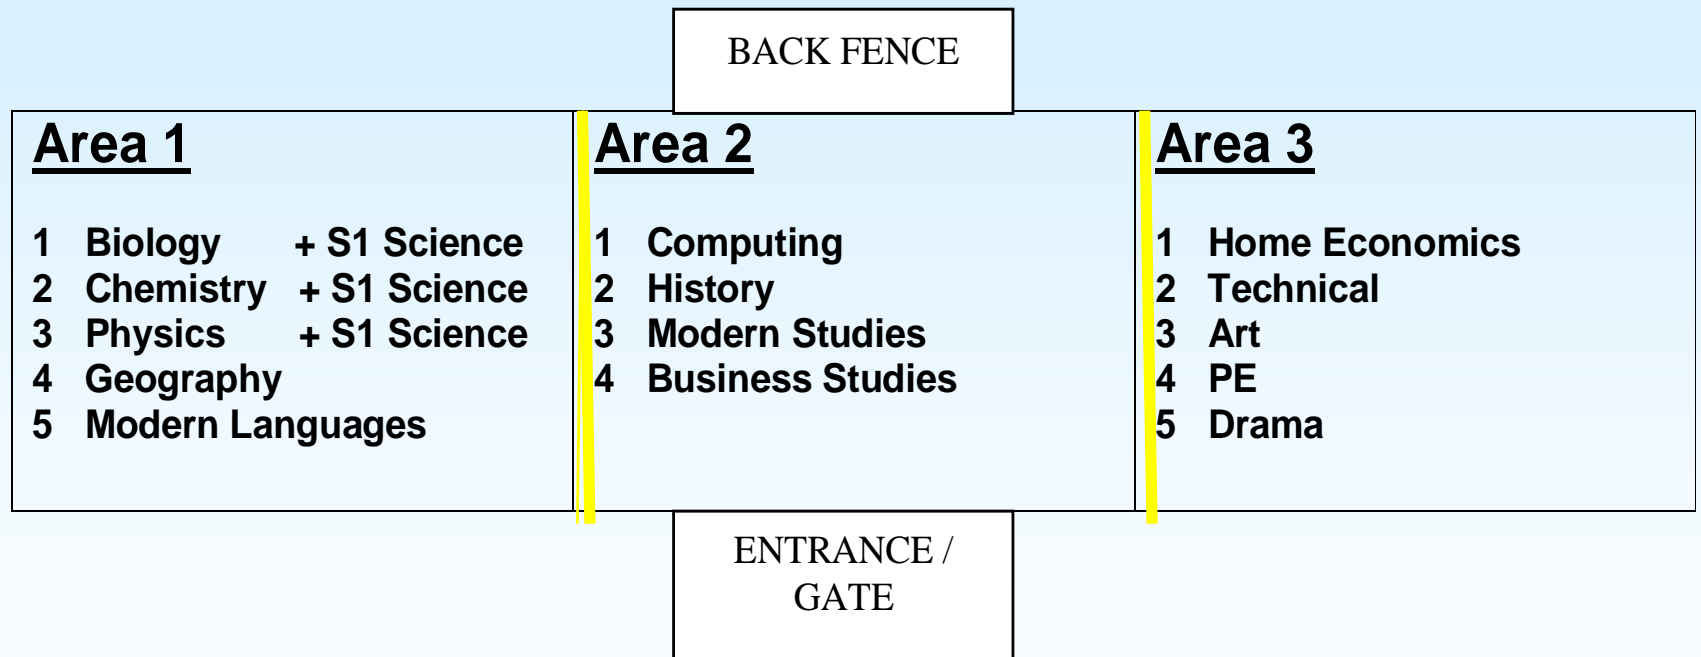 BACK FENCE
Area 1
1 Biology + S1 Science
2 Chemistry + S1 Science
3 Physics + S1 Science
4 Geography
5 Modern Languages
Area 2
1 Computing
2 History
3 Modern Studies
4 Business Studies
Area 3
1 Home Economics
2 Technical
3 Art
4 PE
5 Drama
ENTRANCE /
GATE